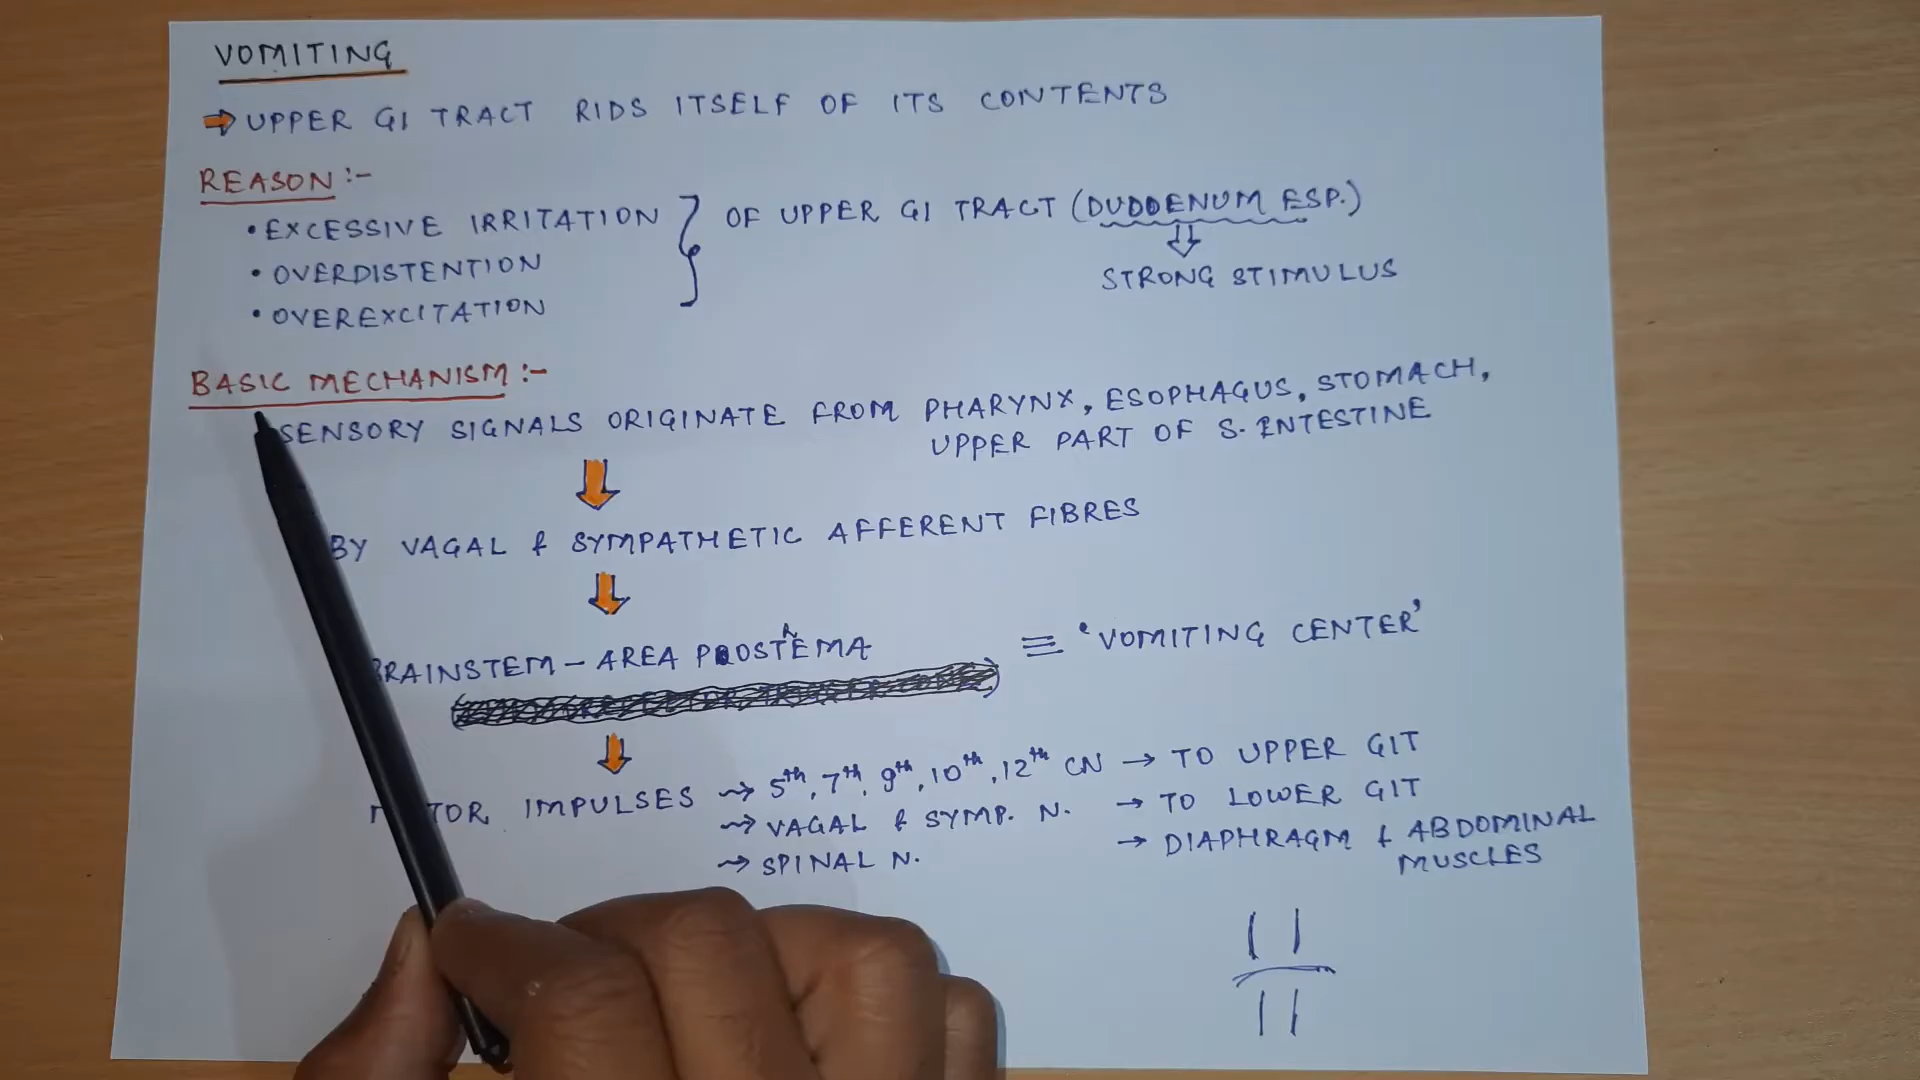 VOMITING
⇒ UPPER GI TRACT RIDS ITSELF OF ITS CONTENTS
REASON :-
• EXCESSIVE IRRITATION } OF UPPER GI TRACT (DUODENUM ESP.)
• OVERDISTENTION
⇓
STRONG STIMULUS
• OVEREXCITATION
BASIC MECHANISM :-
SENSORY SIGNALS ORIGINATE FROM PHARYNX, ESOPHAGUS, STOMACH,
UPPER PART OF S. INTESTINE
⇓
BY VAGAL & SYMPATHETIC AFFERENT FIBRES
⇓
BRAINSTEM - AREA POSTREMA ≡ 'VOMITING CENTER'
⇓
IMPULSES ⇝ 5th, 7th, 9th, 10th, 12th CN → TO UPPER GIT
⇝ VAGAL & SYMP. N. → TO LOWER GIT
⇝ SPINAL N. → DIAPHRAGM & ABDOMINAL
MUSCLES